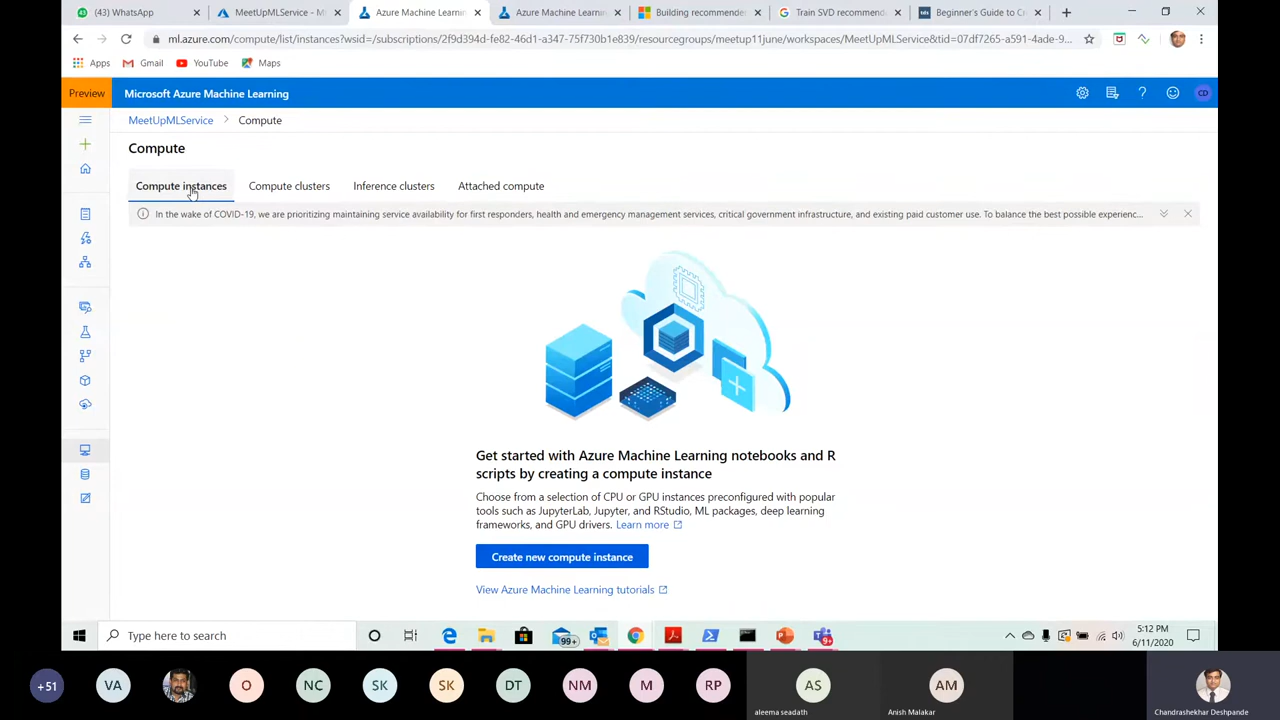 (43) WhatsApp
MeetUpMLService - M
Azure Machine Learnin
Azure Machine Learnin
Building recommender
Train SVD recommenda
Beginner's Guide to Cr
ml.azure.com/compute/list/instances?wsid=/subscriptions/2f9d394d-fe82-46d1-a347-75f730b1e839/resourcegroups/meetup11june/workspaces/MeetUpMLService&tid=07df7265-a591-4ade-9...
Apps
Gmail
YouTube
Maps
Preview
Microsoft Azure Machine Learning
CD
MeetUpMLService > Compute
Compute
Compute instances
Compute clusters
Inference clusters
Attached compute
In the wake of COVID-19, we are prioritizing maintaining service availability for first responders, health and emergency management services, critical government infrastructure, and existing paid customer use. To balance the best possible experienc...
Get started with Azure Machine Learning notebooks and R
scripts by creating a compute instance
Choose from a selection of CPU or GPU instances preconfigured with popular
tools such as JupyterLab, Jupyter, and RStudio, ML packages, deep learning
frameworks, and GPU drivers. Learn more
Create new compute instance
View Azure Machine Learning tutorials
Type here to search
99+
9+
5:12 PM
6/11/2020
+51
VA
O
NC
SK
SK
DT
NM
M
RP
AS
AM
aleema seadath
Anish Malakar
Chandrashekhar Deshpande